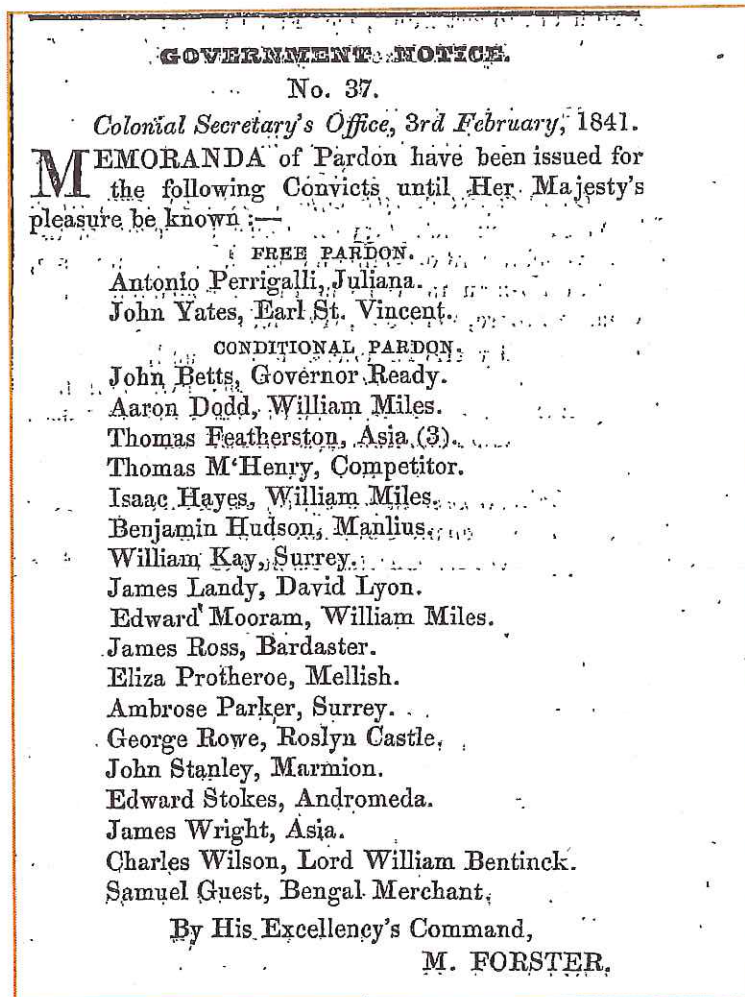 GOVERNMENT NOTICE.
No. 37.
Colonial Secretary's Office, 3rd February, 1841.
MEMORANDA of Pardon have been issued for
the following Convicts until Her Majesty's
pleasure be known :—
FREE PARDON.
Antonio Perrigalli, Juliana.
John Yates, Earl St. Vincent.
CONDITIONAL PARDON.
John Betts, Governor Ready.
Aaron Dodd, William Miles.
Thomas Featherston, Asia (3).
Thomas M'Henry, Competitor.
Isaac Hayes, William Miles.
Benjamin Hudson, Manlius.
William Kay, Surrey.
James Landy, David Lyon.
Edward Mooram, William Miles.
James Ross, Bardaster.
Eliza Protheroe, Mellish.
Ambrose Parker, Surrey.
George Rowe, Roslyn Castle.
John Stanley, Marmion.
Edward Stokes, Andromeda.
James Wright, Asia.
Charles Wilson, Lord William Bentinck.
Samuel Guest, Bengal Merchant.
By His Excellency's Command,
M. FORSTER.